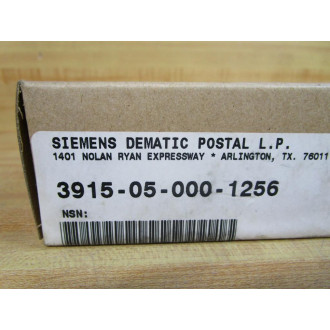 SIEMENS DEMATIC POSTAL L.P.
1401 NOLAN RYAN EXPRESSWAY * ARLINGTON, TX. 76011
3915-05-000-1256
NSN: